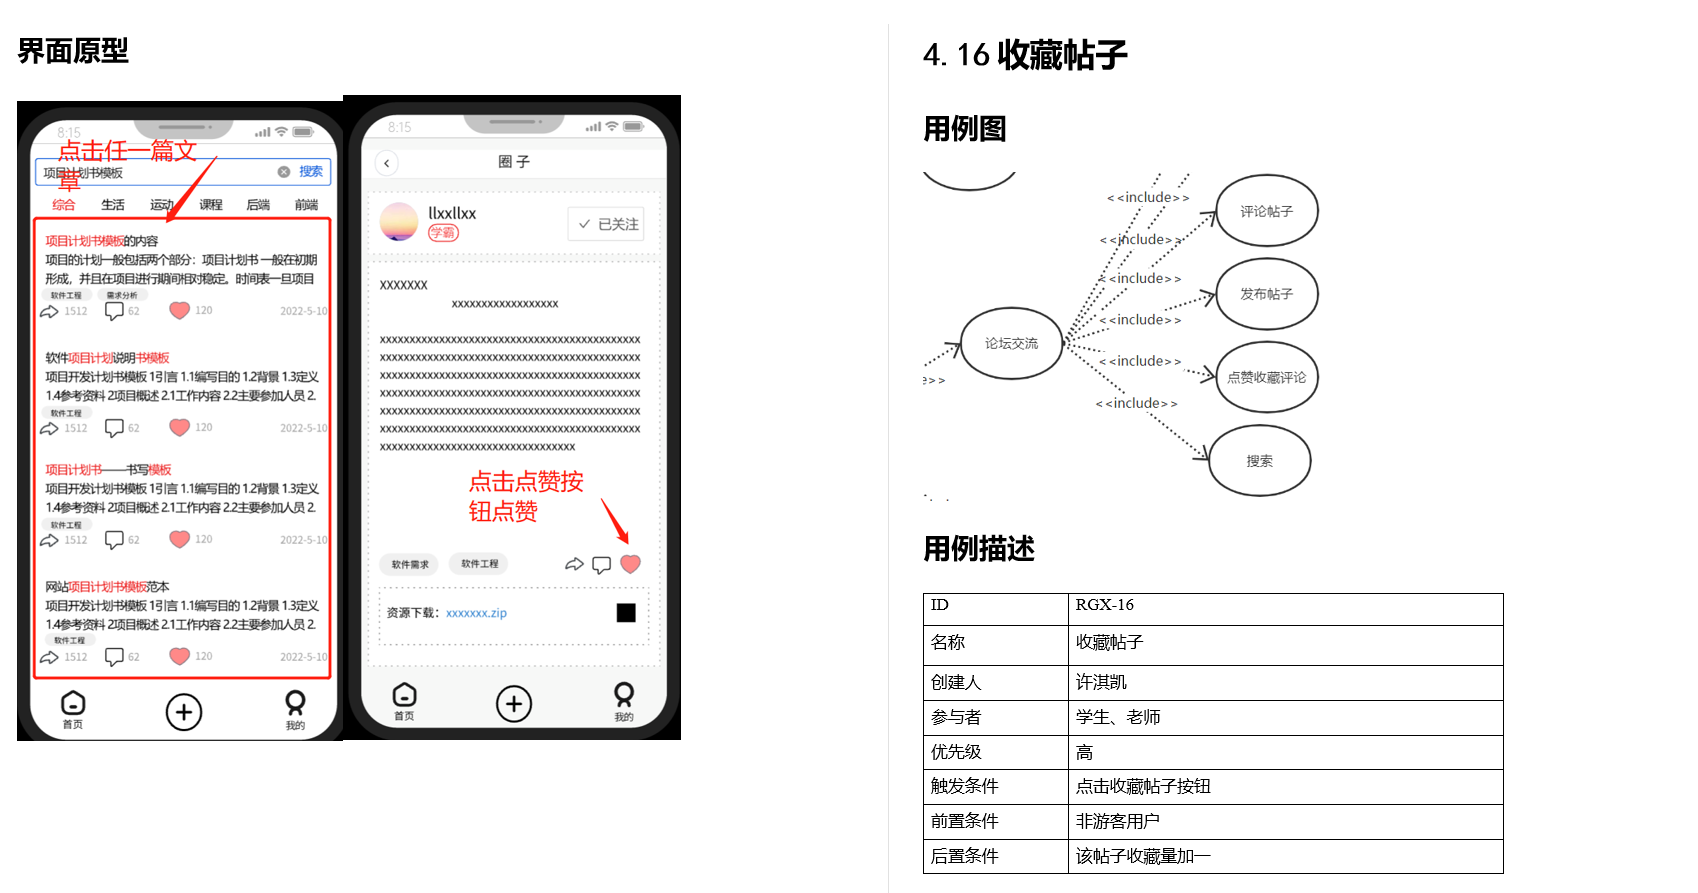 界面原型
8:15
点击任一篇文
章
项目计划书模板
搜索
综合 生活 运动 课程 后端 前端
项目计划书模板的内容
项目的计划一般包括两个部分：项目计划书 一般在初期
形成，并且在项目进行期间相对稳定。时间表一旦项目
软件工程 需求分析
1512 62 120 2022-5-10
软件项目计划说明书模板
项目开发计划书模板 1引言 1.1编写目的 1.2背景 1.3定义
1.4参考资料 2项目概述 2.1工作内容 2.2主要参加人员 2.
软件工程
1512 62 120 2022-5-10
项目计划书——书写模板
项目开发计划书模板 1引言 1.1编写目的 1.2背景 1.3定义
1.4参考资料 2项目概述 2.1工作内容 2.2主要参加人员 2.
软件工程
1512 62 120 2022-5-10
网站项目计划书模板范本
项目开发计划书模板 1引言 1.1编写目的 1.2背景 1.3定义
1.4参考资料 2项目概述 2.1工作内容 2.2主要参加人员 2.
软件工程
1512 62 120 2022-5-10
首页 我的
8:15
圈子
llxxllxx
学霸
已关注
xxxxxxx
xxxxxxxxxxxxxxxxxx
xxxxxxxxxxxxxxxxxxxxxxxxxxxxxxxxxxxxxxxxxxxx
xxxxxxxxxxxxxxxxxxxxxxxxxxxxxxxxxxxxxxxxxxxx
xxxxxxxxxxxxxxxxxxxxxxxxxxxxxxxxxxxxxxxxxxxx
xxxxxxxxxxxxxxxxxxxxxxxxxxxxxxxxxxxxxxxxxxxx
xxxxxxxxxxxxxxxxxxxxxxxxxxxxxxxxxxxxxxxxxxxx
xxxxxxxxxxxxxxxxxxxxxxxxxxxxxxxxxxxxxxxxxxxx
xxxxxxxxxxxxxxxxxxxxxxxxxxxxxxxxx
点击点赞按
钮点赞
软件需求 软件工程
资源下载：xxxxxxx.zip
首页 我的
4.16 收藏帖子
用例图
<<include>>
评论帖子
<<include>>
<<include>>
发布帖子
<<include>>
论坛交流
<<include>>
点赞收藏评论
e>>
<<include>>
搜索
用例描述
ID RGX-16
名称 收藏帖子
创建人 许淇凯
参与者 学生、老师
优先级 高
触发条件 点击收藏帖子按钮
前置条件 非游客用户
后置条件 该帖子收藏量加一